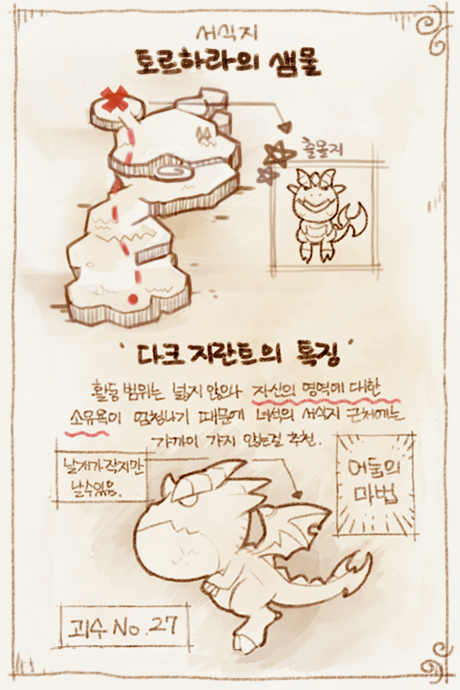 서식지
토르하라의 샘물
출몰지
'다크 지란트의 특징'
활동 범위는 넓지 않으나 자신의 영역에 대한
소유욕이 엄청나기 때문에 녀석의 서식지 근처에는
가까이 가지 않는걸 추천.
날개가 작지만
날 수 있음.
어둠의
마법
괴수 No. 27